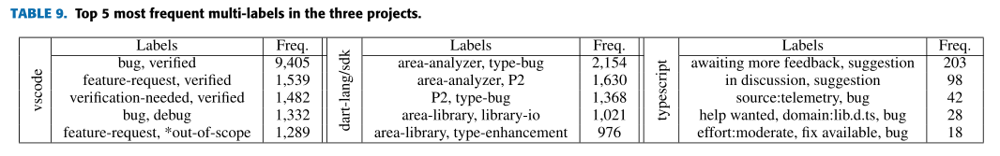 TABLE 9. Top 5 most frequent multi-labels in the three projects.
vscode
Labels Freq.
bug, verified 9,405
feature-request, verified 1,539
verification-needed, verified 1,482
bug, debug 1,332
feature-request, *out-of-scope 1,289
dart-lang/sdk
Labels Freq.
area-analyzer, type-bug 2,154
area-analyzer, P2 1,630
P2, type-bug 1,368
area-library, library-io 1,021
area-library, type-enhancement 976
typescript
Labels Freq.
awaiting more feedback, suggestion 203
in discussion, suggestion 98
source:telemetry, bug 42
help wanted, domain:lib.d.ts, bug 28
effort:moderate, fix available, bug 18